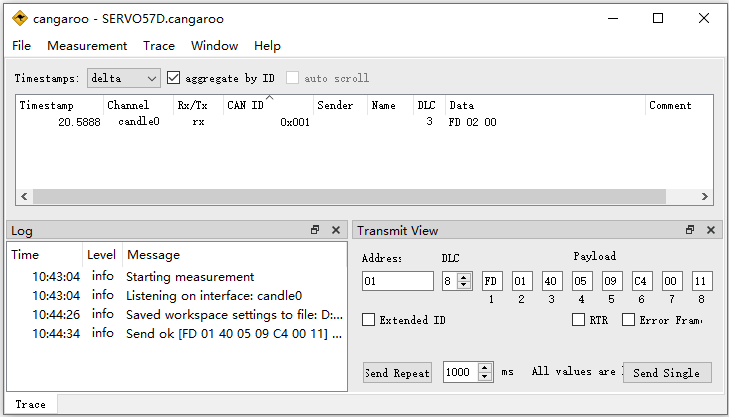 cangaroo - SERVO57D.cangaroo
File Measurement Trace Window Help
Timestamps: delta aggregate by ID auto scroll
Timestamp Channel Rx/Tx CAN ID Sender Name DLC Data Comment
20.5888 candle0 rx 0x001 3 FD 02 00
Log
Time Level Message
10:43:04 info Starting measurement
10:43:04 info Listening on interface: candle0
10:44:26 info Saved workspace settings to file: D:...
10:44:34 info Send ok [FD 01 40 05 09 C4 00 11] ...
Transmit View
Address DLC Payload
01 8 FD 01 40 05 09 C4 00 11
1 2 3 4 5 6 7 8
Extended ID RTR Error Frame
Send Repeat 1000 ms All values are Send Single
Trace